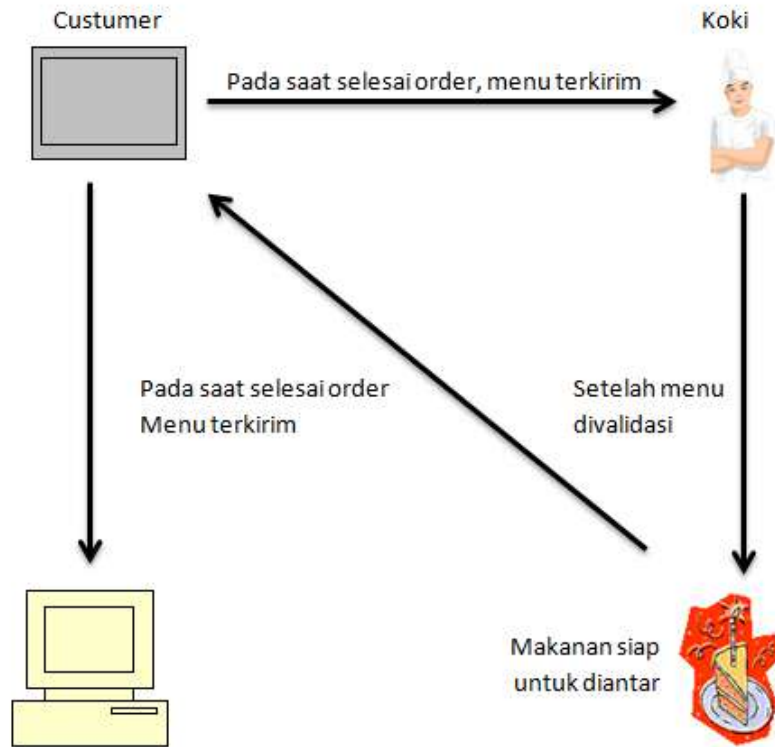 Custumer
Koki
Pada saat selesai order, menu terkirim
Pada saat selesai order
Menu terkirim
Setelah menu
divalidasi
Makanan siap
untuk diantar